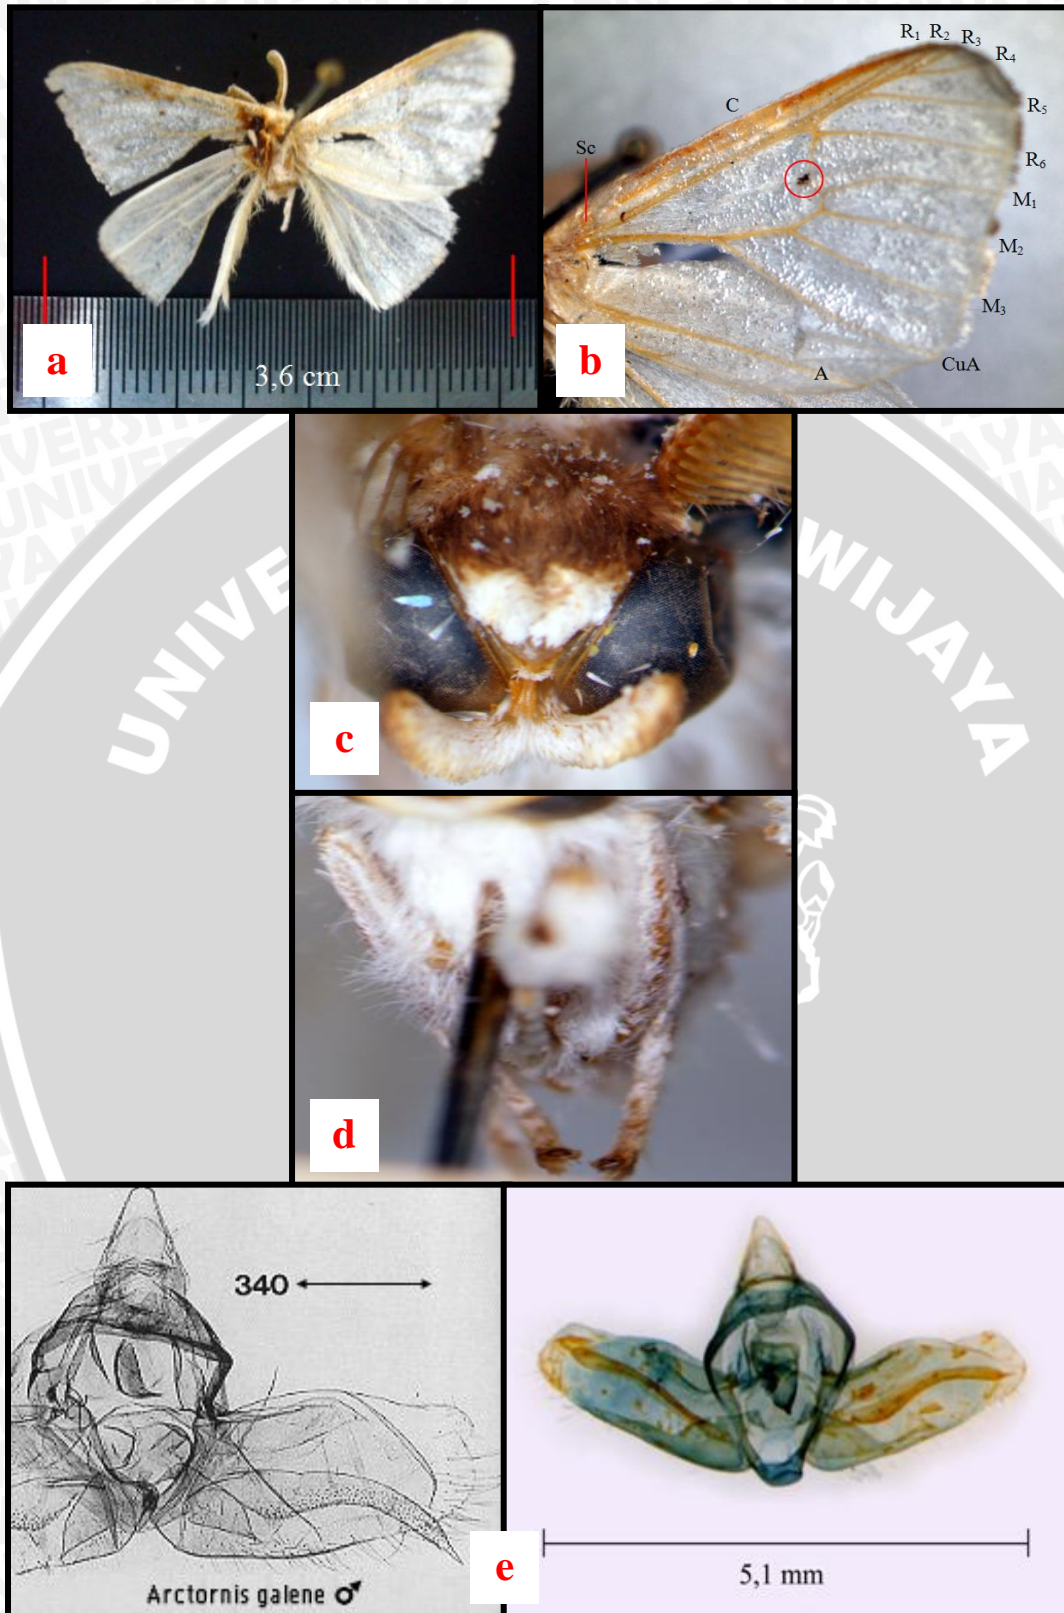 a
3,6 cm
R₁ R₂ R₃
R₄
R₅
R₆
M₁
M₂
M₃
CuA
A
C
Sc
b
UNIVE
WIJAYA
c
d
340
Arctornis galene ♂
e
5,1 mm